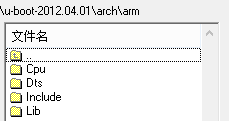 \u-boot-2012.04.01\arch\arm
文件名
..
Cpu
Dts
Include
Lib